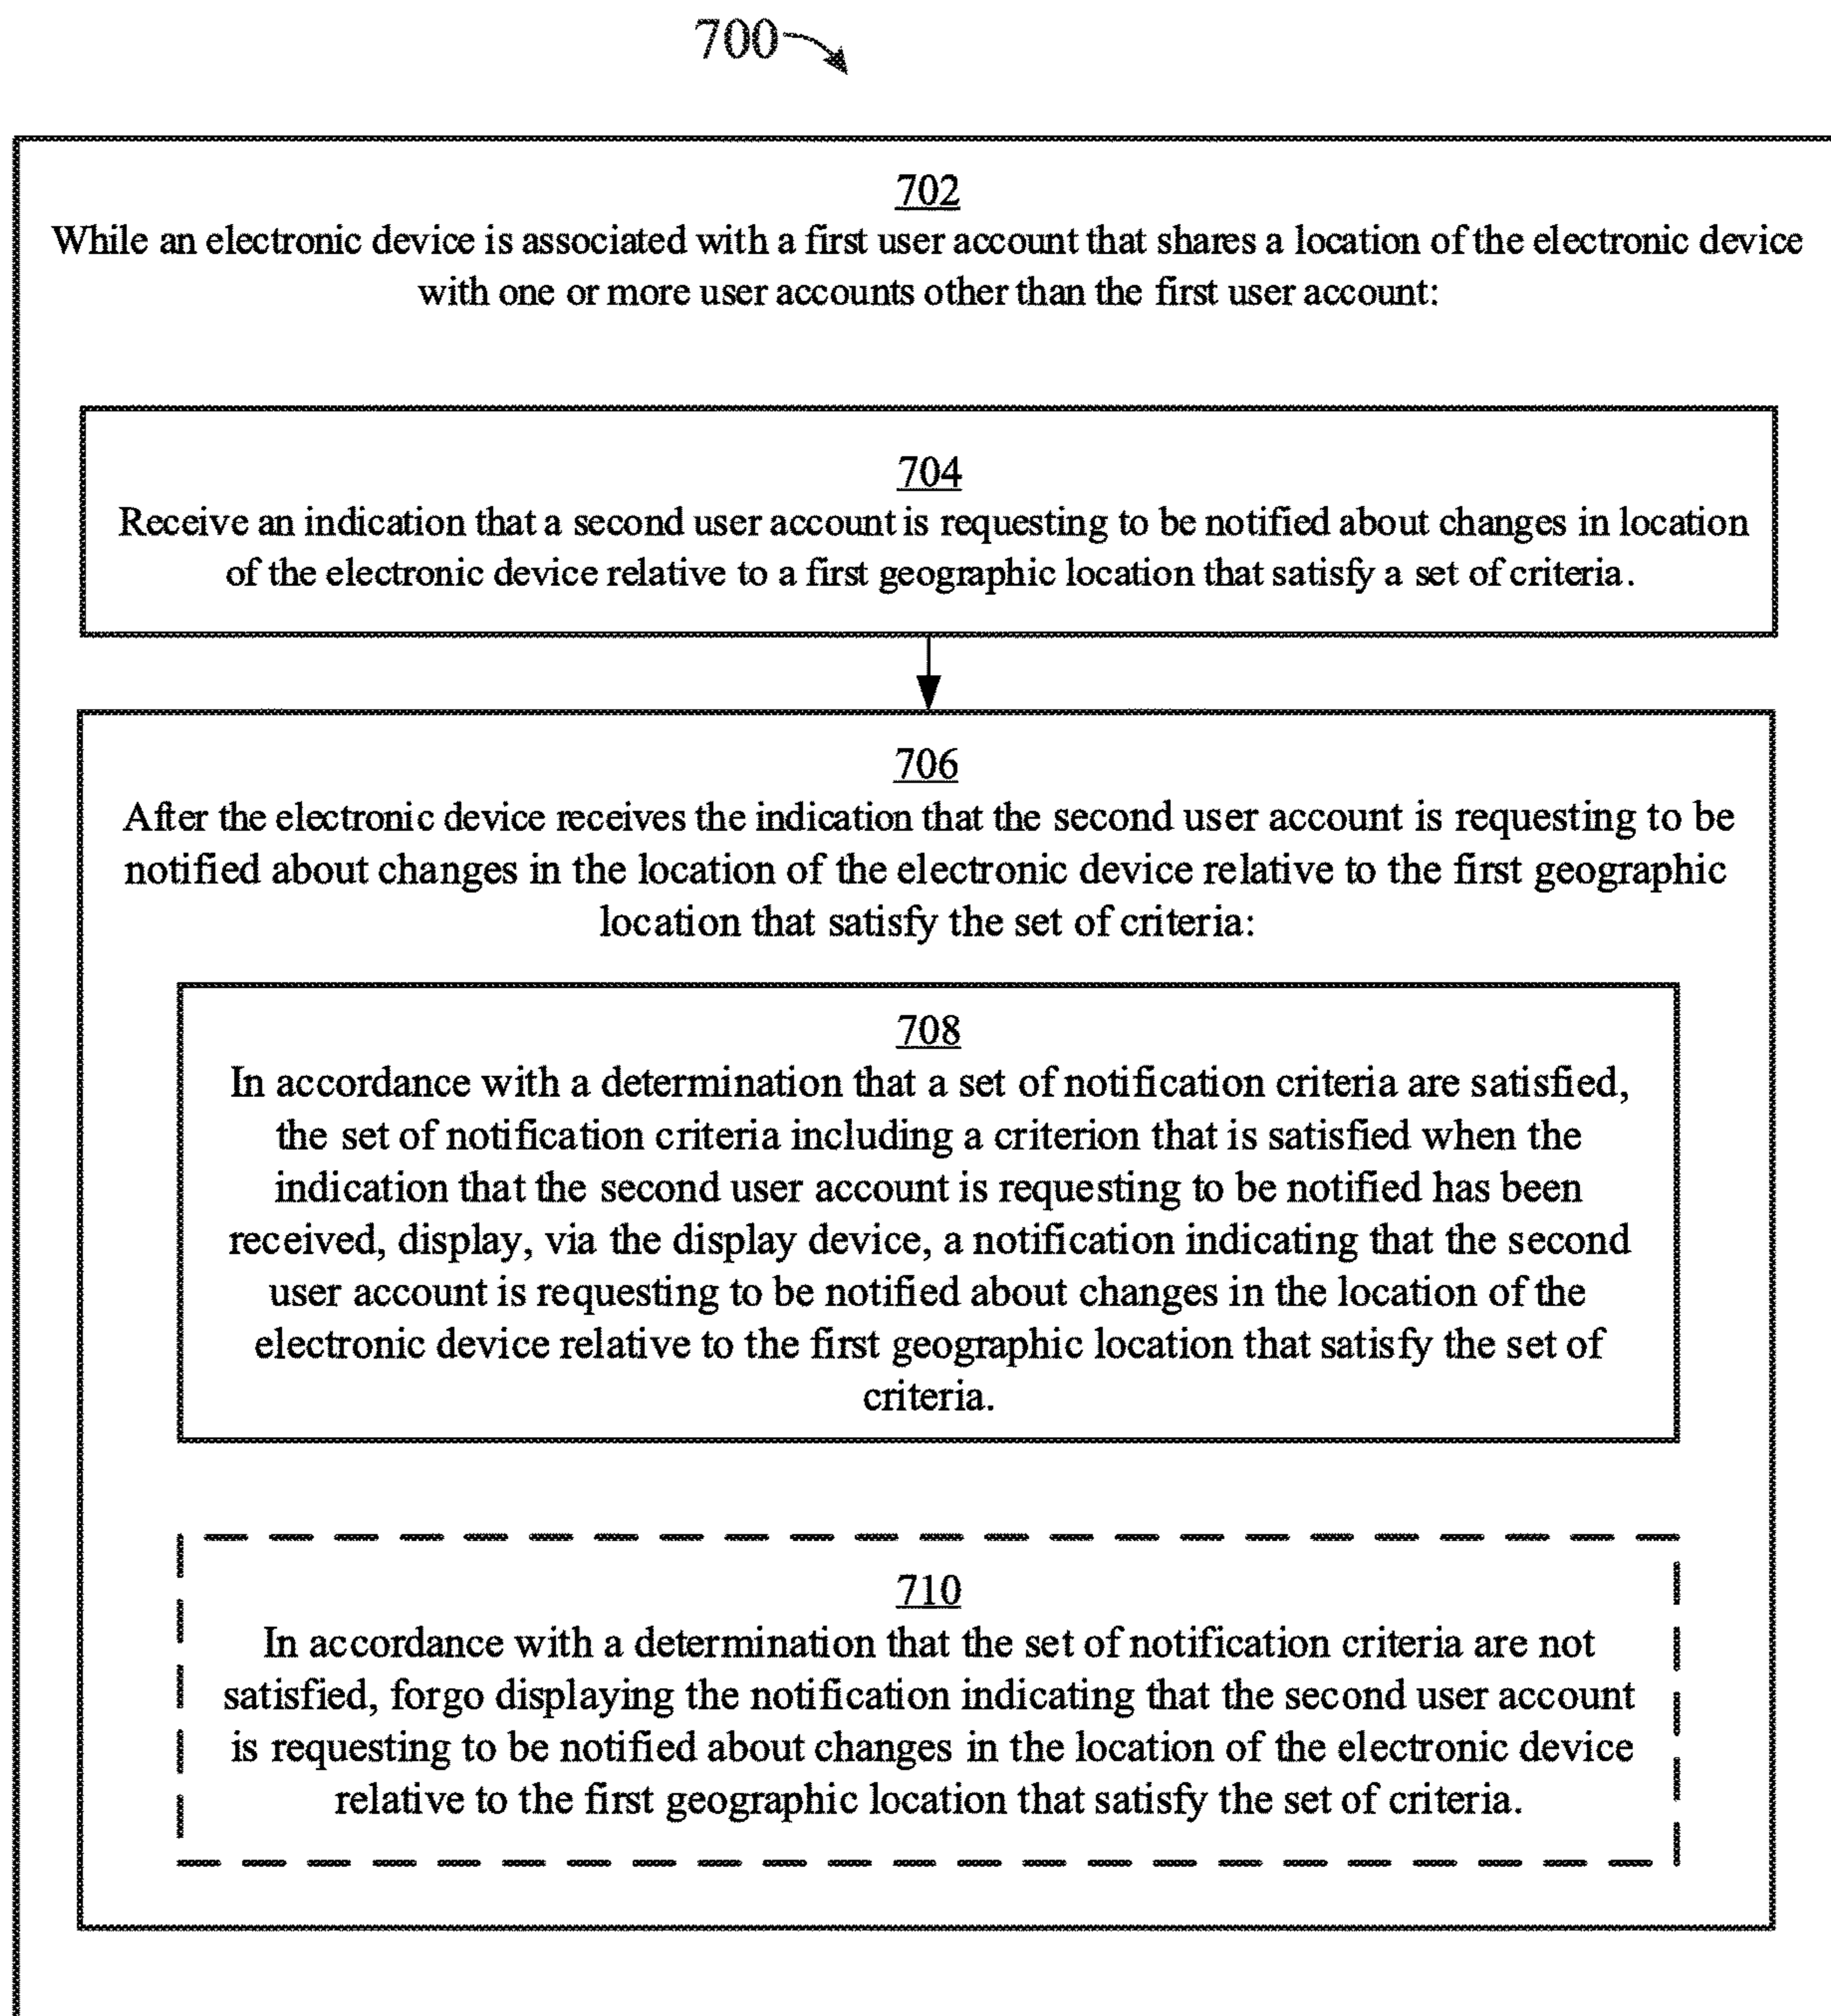 700
702
While an electronic device is associated with a first user account that shares a location of the electronic device
with one or more user accounts other than the first user account:
704
Receive an indication that a second user account is requesting to be notified about changes in location
of the electronic device relative to a first geographic location that satisfy a set of criteria.
706
After the electronic device receives the indication that the second user account is requesting to be
notified about changes in the location of the electronic device relative to the first geographic
location that satisfy the set of criteria:
708
In accordance with a determination that a set of notification criteria are satisfied,
the set of notification criteria including a criterion that is satisfied when the
indication that the second user account is requesting to be notified has been
received, display, via the display device, a notification indicating that the second
user account is requesting to be notified about changes in the location of the
electronic device relative to the first geographic location that satisfy the set of
criteria.
710
In accordance with a determination that the set of notification criteria are not
satisfied, forgo displaying the notification indicating that the second user account
is requesting to be notified about changes in the location of the electronic device
relative to the first geographic location that satisfy the set of criteria.